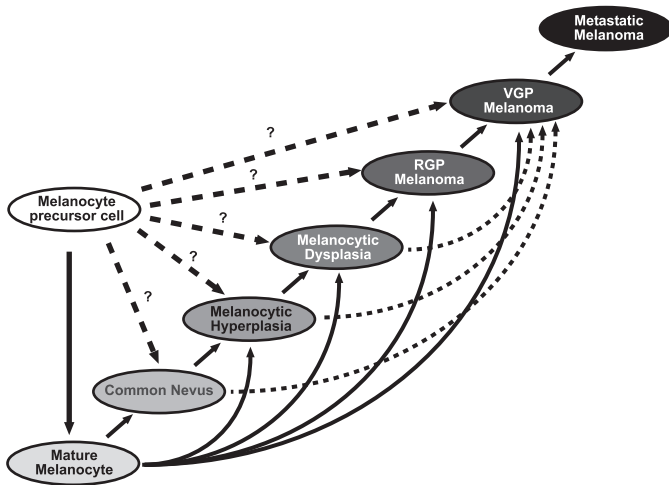 Metastatic
Melanoma
VGP
Melanoma
?
RGP
Melanoma
?
Melanocyte
precursor cell
?
Melanocytic
Dysplasia
?
?
Melanocytic
Hyperplasia
Common Nevus
Mature
Melanocyte